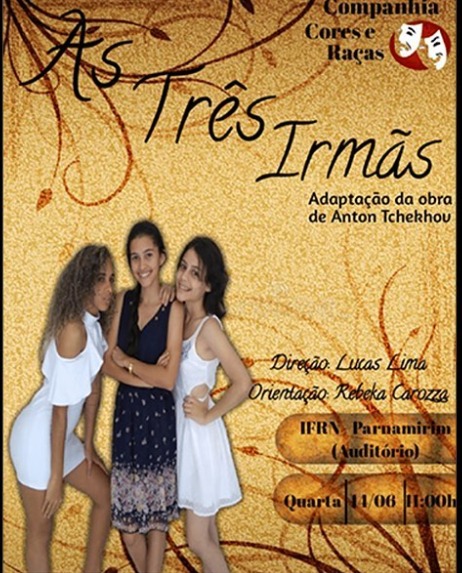 Companhia
Cores e
Raças
As
Três
Irmãs
Adaptação da obra
de Anton Tchekhov
Direção: Lucas Lima
Orientação: Rebeka Carozza
IFRN - Parnamirim
(Auditório)
Quarta 14/06 11:00h